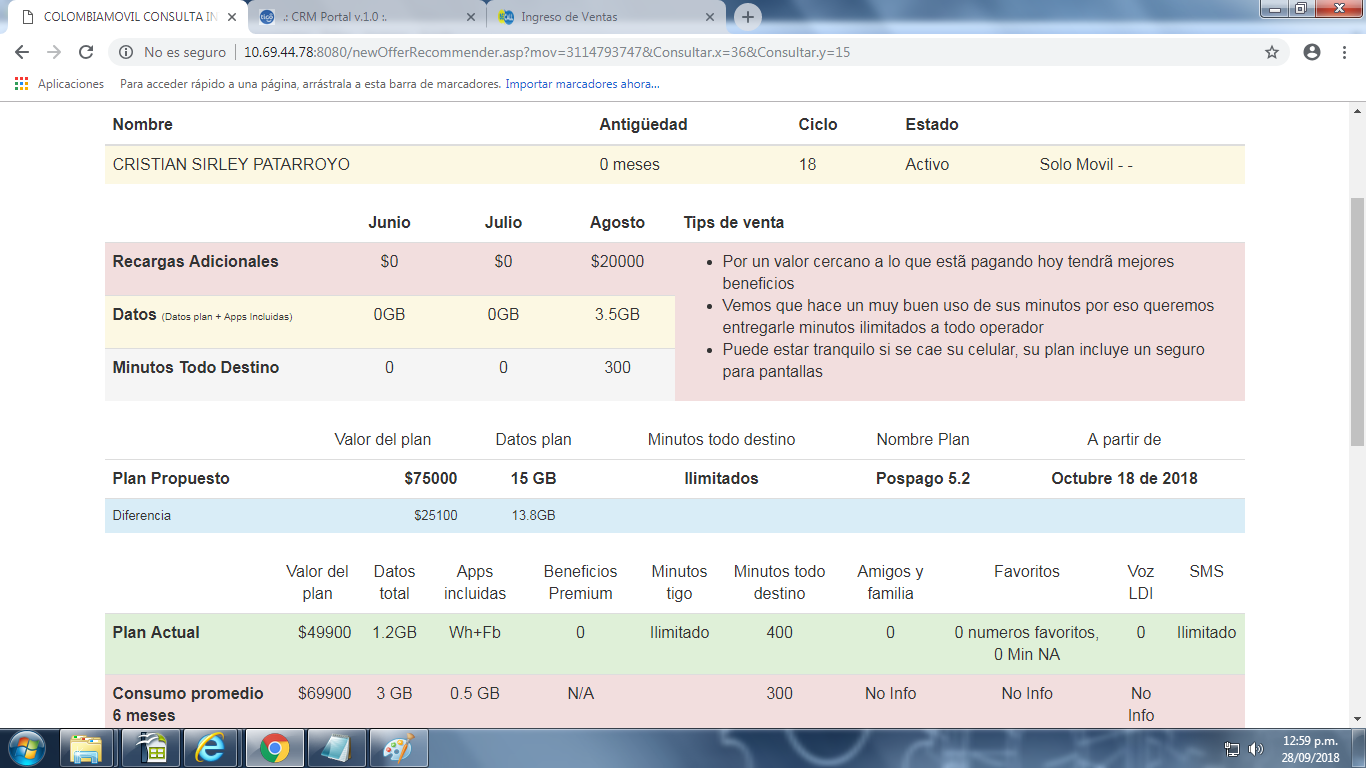 COLOMBIAMOVIL CONSULTA IN
.: CRM Portal v.1.0 :.
Ingreso de Ventas
No es seguro | 10.69.44.78:8080/newOfferRecommender.asp?mov=3114793747&Consultar.x=36&Consultar.y=15
Aplicaciones Para acceder rápido a una página, arrástrala a esta barra de marcadores. Importar marcadores ahora...
Nombre Antigüedad Ciclo Estado
CRISTIAN SIRLEY PATARROYO 0 meses 18 Activo Solo Movil - -
Junio Julio Agosto Tips de venta
Recargas Adicionales $0 $0 $20000
Datos (Datos plan + Apps Incluidas) 0GB 0GB 3.5GB
Minutos Todo Destino 0 0 300
• Por un valor cercano a lo que estã pagando hoy tendrã mejores
beneficios
• Vemos que hace un muy buen uso de sus minutos por eso queremos
entregarle minutos ilimitados a todo operador
• Puede estar tranquilo si se cae su celular, su plan incluye un seguro
para pantallas
Valor del plan Datos plan Minutos todo destino Nombre Plan A partir de
Plan Propuesto $75000 15 GB Ilimitados Pospago 5.2 Octubre 18 de 2018
Diferencia $25100 13.8GB
Valor del Datos Apps Beneficios Minutos Minutos todo Amigos y Favoritos Voz SMS
plan total incluidas Premium tigo destino familia LDI
Plan Actual $49900 1.2GB Wh+Fb 0 Ilimitado 400 0 0 numeros favoritos, 0 Ilimitado
0 Min NA
Consumo promedio $69900 3 GB 0.5 GB N/A 300 No Info No Info No
6 meses Info
12:59 p.m.
28/09/2018